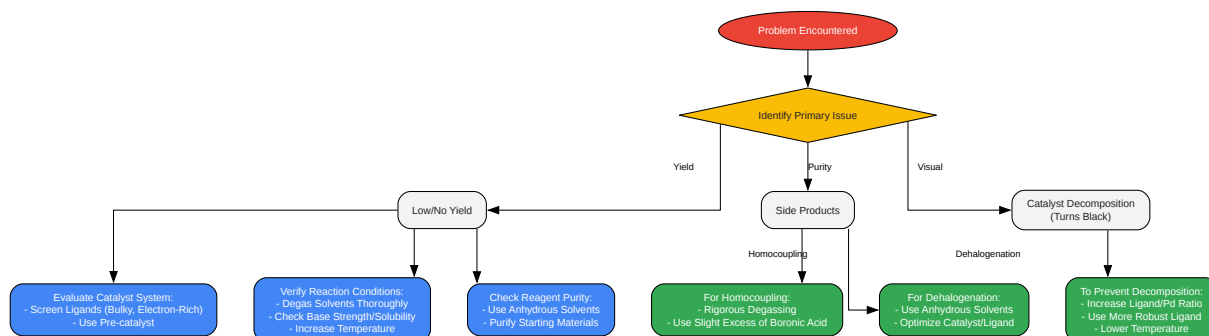 Problem Encountered
Identify Primary Issue
Yield
Purity
Visual
Low/No Yield
Side Products
Catalyst Decomposition
(Turns Black)
Homocoupling
Dehalogenation
Evaluate Catalyst System:
- Screen Ligands (Bulky, Electron-Rich)
- Use Pre-catalyst
Verify Reaction Conditions:
- Degas Solvents Thoroughly
- Check Base Strength/Solubility
- Increase Temperature
Check Reagent Purity:
- Use Anhydrous Solvents
- Purify Starting Materials
For Homocoupling:
- Rigorous Degassing
- Use Slight Excess of Boronic Acid
For Dehalogenation:
- Use Anhydrous Solvents
- Optimize Catalyst/Ligand
To Prevent Decomposition:
- Increase Ligand/Pd Ratio
- Use More Robust Ligand
- Lower Temperature